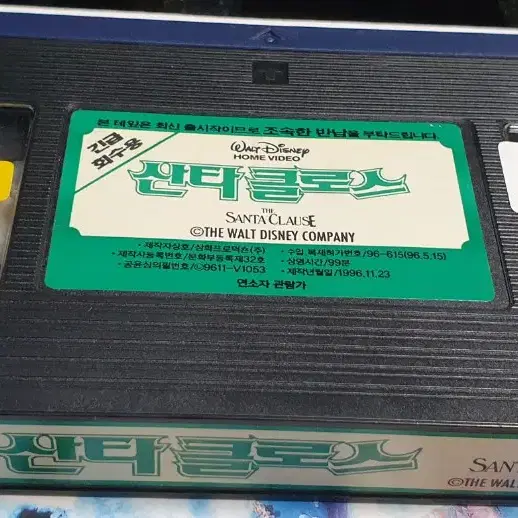 본 테잎은 최신 출시작이므로 조속한 반납을 부탁드립니다.
긴급
회수용
WALT DISNEY
HOME VIDEO
산타클로스
THE
SANTA CLAUSE
©THE WALT DISNEY COMPANY
· 제작자상호/삼화프로덕스(주)
· 제작자등록번호/문화부등록제32호
· 공윤심의필번호/ⓒ9611-V1053
· 수입 복제허가번호/96-615(96.5.15)
· 상영시간/99분
· 제작년월일/1996.11.23
연소자 관람가
산타클로스
SANT
©THE WAL